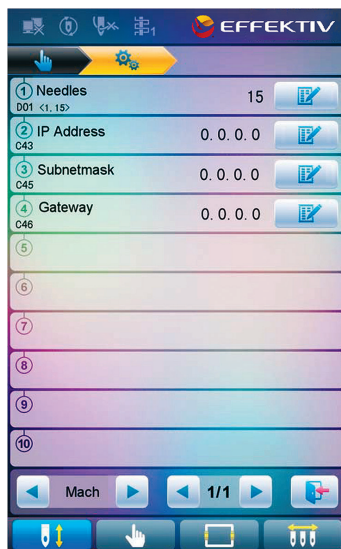 1
EFFEKTIV
1 Needles 15
D01 <1. 15>
2 IP Address 0. 0. 0. 0
C43
3 Subnetmask 0. 0. 0. 0
C45
4 Gateway 0. 0. 0. 0
C46
5
6
7
8
9
10
Mach 1/1